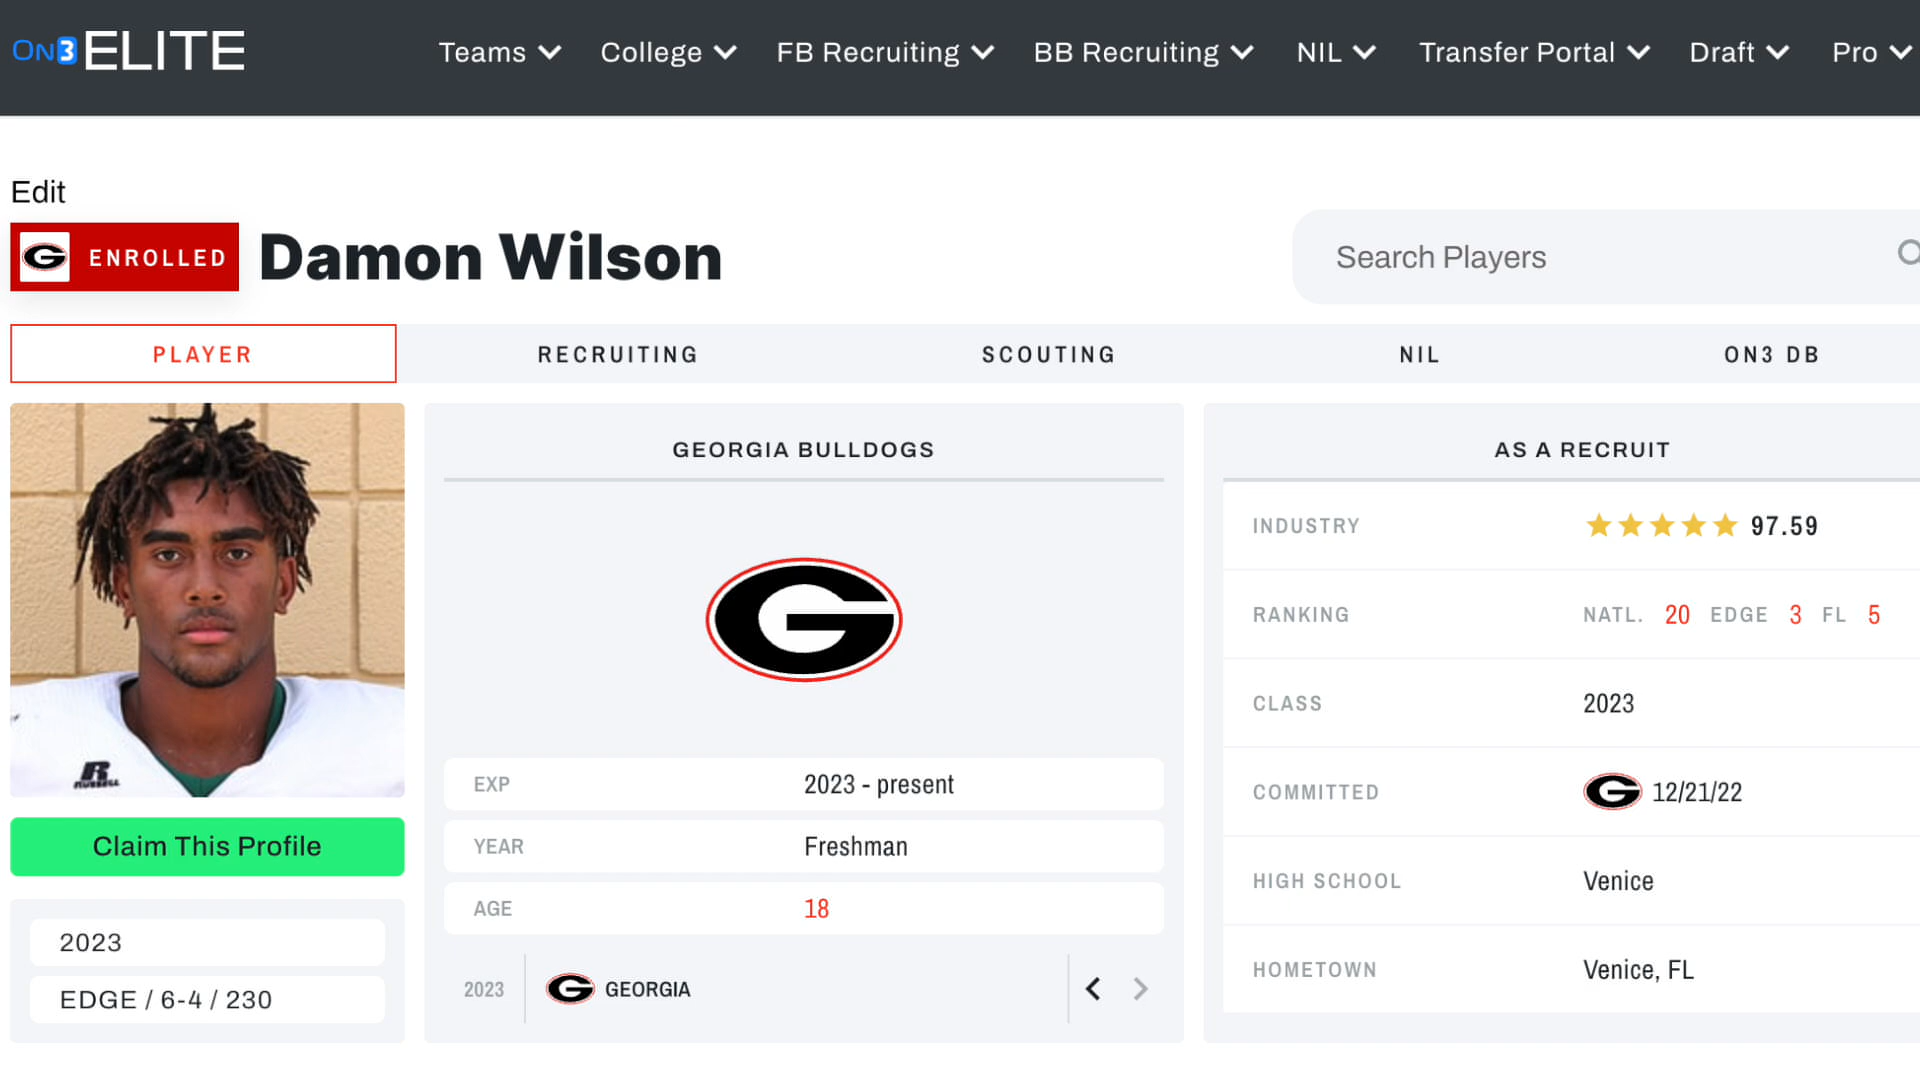 ON3 ELITE Teams College FB Recruiting BB Recruiting NIL Transfer Portal Draft Pro
Edit
G ENROLLED Damon Wilson Search Players
PLAYER RECRUITING SCOUTING NIL ON3 DB
GEORGIA BULLDOGS
G
EXP 2023 - present
YEAR Freshman
AGE 18
2023 G GEORGIA
AS A RECRUIT
INDUSTRY 97.59
RANKING NATL. 20 EDGE 3 FL 5
CLASS 2023
COMMITTED G 12/21/22
HIGH SCHOOL Venice
HOMETOWN Venice, FL
R
RUSSELL
Claim This Profile
2023
EDGE / 6-4 / 230